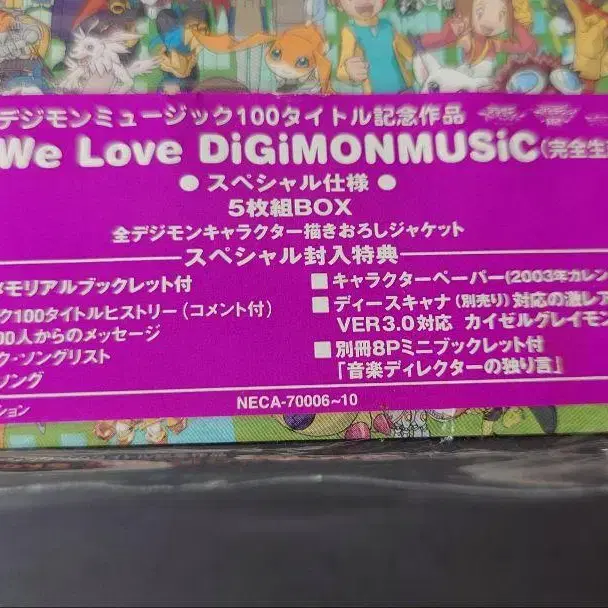 デジモンミュージック100タイトル記念作品
We Love DiGiMONMUSiC(完全生
● スペシャル仕様 ●
5枚組BOX
全デジモンキャラクター描きおろしジャケット
スペシャル封入特典
メモリアルブックレット付
ク100タイトルヒストリー(コメント付)
00人からのメッセージ
ク・ソングリスト
ソング
ション
■ キャラクターペーパー(2003年カレン
■ ディースキャナ(別売り)対応の激レア
VER3.0対応 カイゼルグレイモン
■ 別冊8Pミニブックレット付
「音楽ディレクターの独り言」
NECA-70006~10